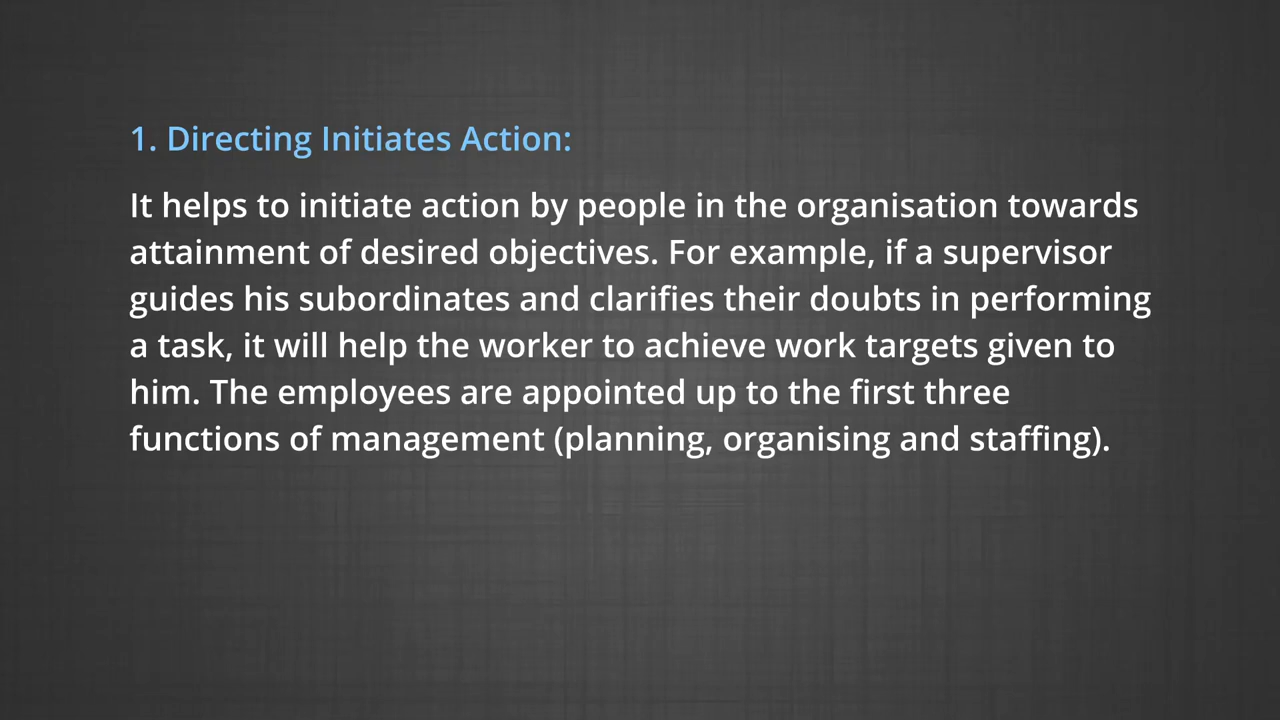 1. Directing Initiates Action:
It helps to initiate action by people in the organisation towards
attainment of desired objectives. For example, if a supervisor
guides his subordinates and clarifies their doubts in performing
a task, it will help the worker to achieve work targets given to
him. The employees are appointed up to the first three
functions of management (planning, organising and staffing).